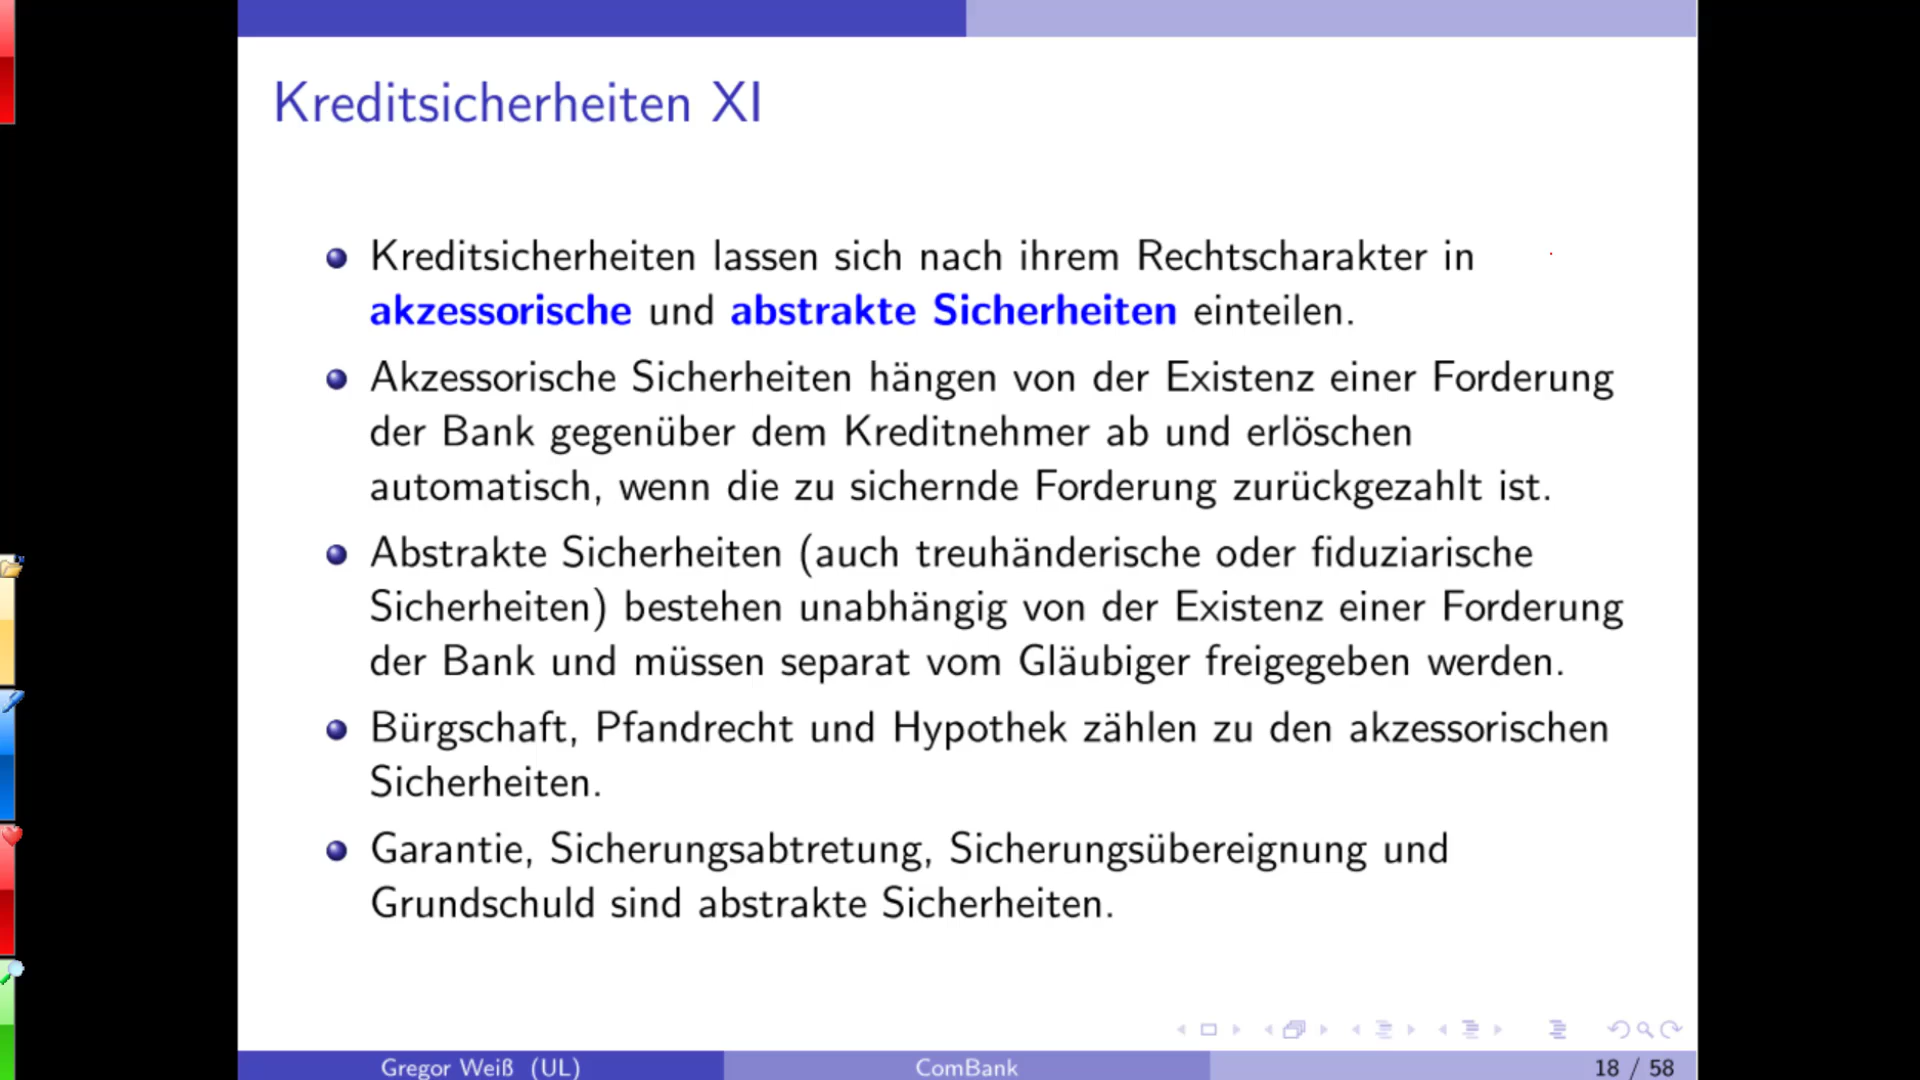 Kreditsicherheiten XI
Kreditsicherheiten lassen sich nach ihrem Rechtscharakter in
akzessorische und abstrakte Sicherheiten einteilen.
Akzessorische Sicherheiten hängen von der Existenz einer Forderung
der Bank gegenüber dem Kreditnehmer ab und erlöschen
automatisch, wenn die zu sichernde Forderung zurückgezahlt ist.
Abstrakte Sicherheiten (auch treuhänderische oder fiduziarische
Sicherheiten) bestehen unabhängig von der Existenz einer Forderung
der Bank und müssen separat vom Gläubiger freigegeben werden.
Bürgschaft, Pfandrecht und Hypothek zählen zu den akzessorischen
Sicherheiten.
Garantie, Sicherungsabtretung, Sicherungsübereignung und
Grundschuld sind abstrakte Sicherheiten.
Gregor Weiß (UL) ComBank 18 / 58